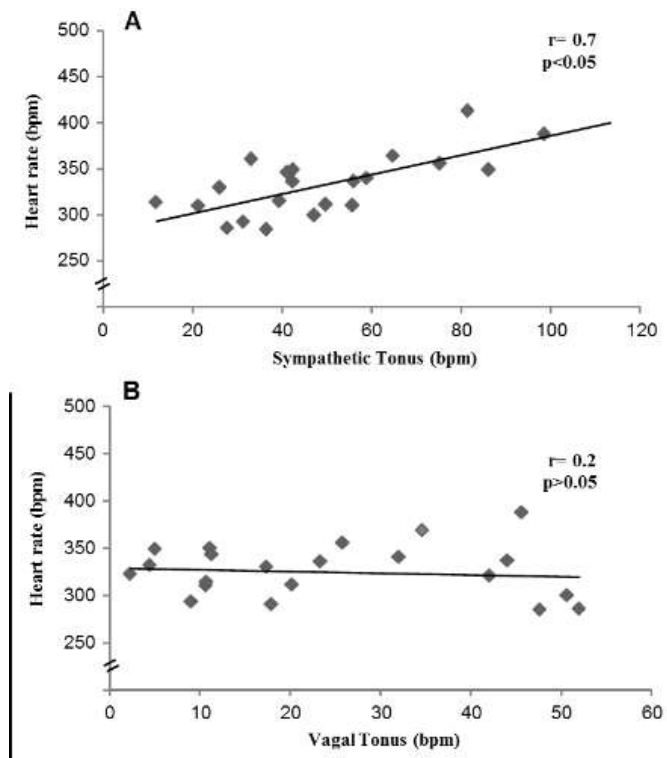 A
r= 0.7
p<0.05
500
450
400
350
300
250
Heart rate (bpm)
0 20 40 60 80 100 120
Sympathetic Tonus (bpm)
B
r= 0.2
p>0.05
500
450
400
350
300
250
Heart rate (bpm)
0 10 20 30 40 50 60
Vagal Tonus (bpm)